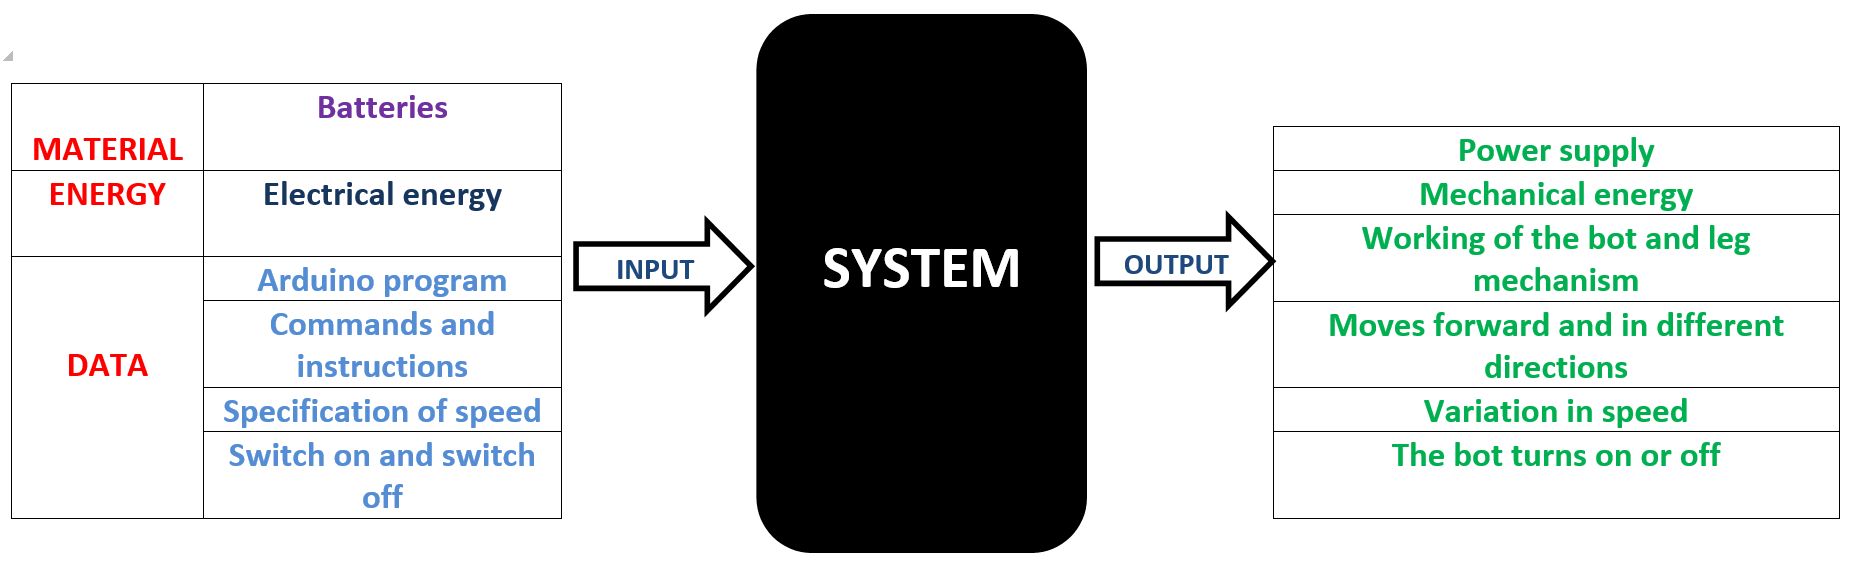 MATERIAL
Batteries
ENERGY
Electrical energy
DATA
Arduino program
Commands and
instructions
Specification of speed
Switch on and switch
off
INPUT
SYSTEM
OUTPUT
Power supply
Mechanical energy
Working of the bot and leg
mechanism
Moves forward and in different
directions
Variation in speed
The bot turns on or off